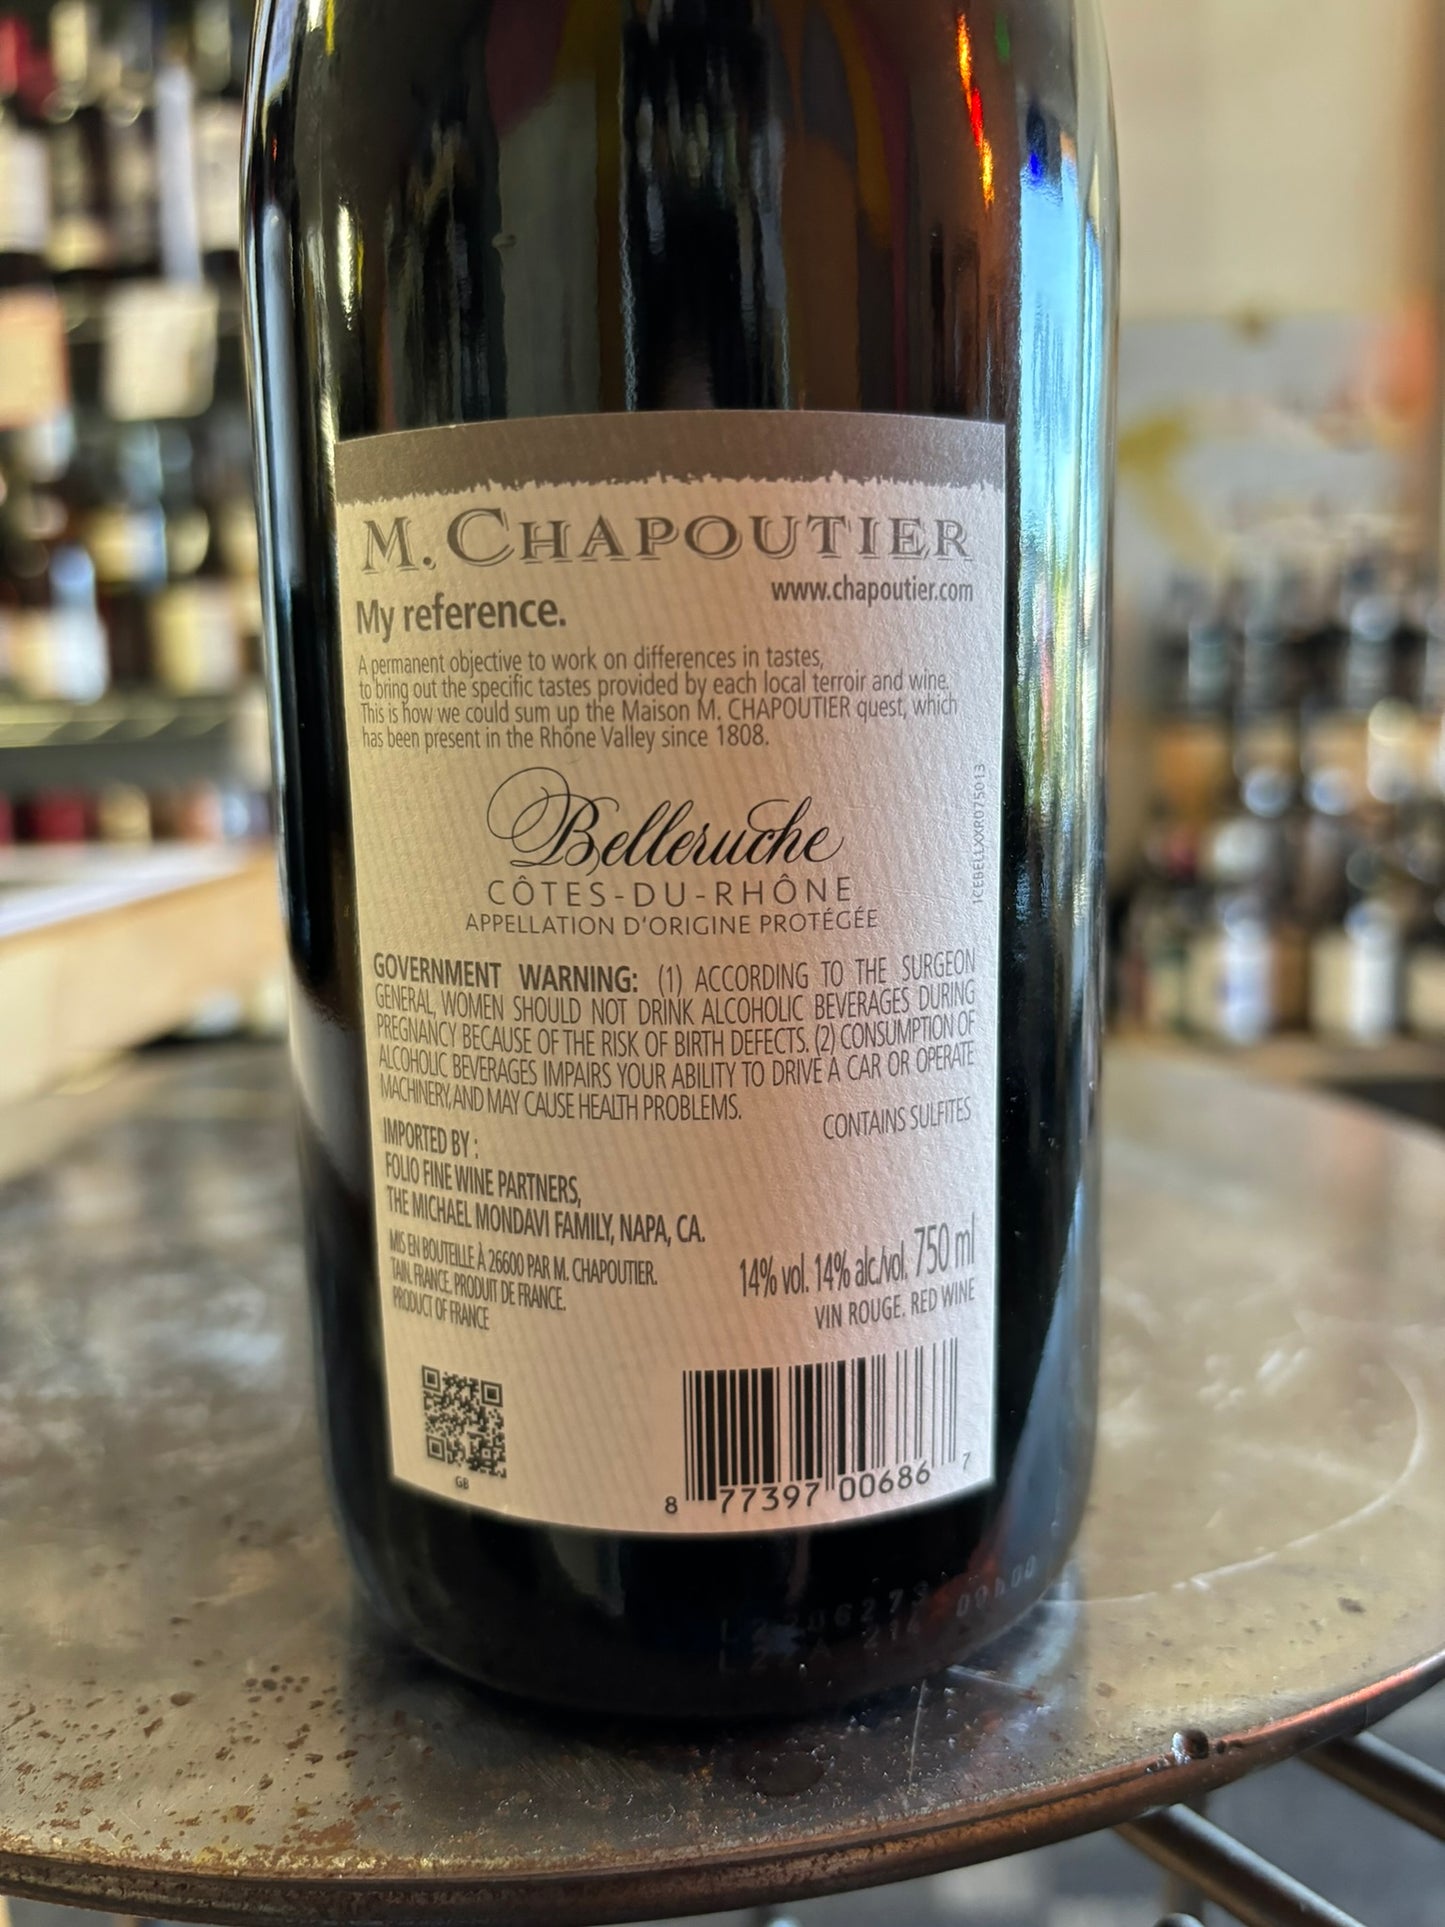 M. CHAPOUTIER
www.chapoutier.com
My reference.
A permanent objective to work on differences in tastes,
to bring out the specific tastes provided by each local terroir and wine.
This is how we could sum up the Maison M. CHAPOUTIER quest, which
has been present in the Rhône Valley since 1808.
Belleruche
CÔTES-DU-RHÔNE
APPELLATION D'ORIGINE PROTÉGÉE
1CEBELLXXR075013
GOVERNMENT WARNING: (1) ACCORDING TO THE SURGEON
GENERAL, WOMEN SHOULD NOT DRINK ALCOHOLIC BEVERAGES DURING
PREGNANCY BECAUSE OF THE RISK OF BIRTH DEFECTS. (2) CONSUMPTION OF
ALCOHOLIC BEVERAGES IMPAIRS YOUR ABILITY TO DRIVE A CAR OR OPERATE
MACHINERY, AND MAY CAUSE HEALTH PROBLEMS.
CONTAINS SULFITES
IMPORTED BY :
FOLIO FINE WINE PARTNERS,
THE MICHAEL MONDAVI FAMILY, NAPA, CA.
MIS EN BOUTEILLE À 26600 PAR M. CHAPOUTIER.
TAIN. FRANCE. PRODUIT DE FRANCE.
PRODUCT OF FRANCE
14% vol. 14% alc./vol. 750 ml
VIN ROUGE. RED WINE
GB
8 77397 00686 7